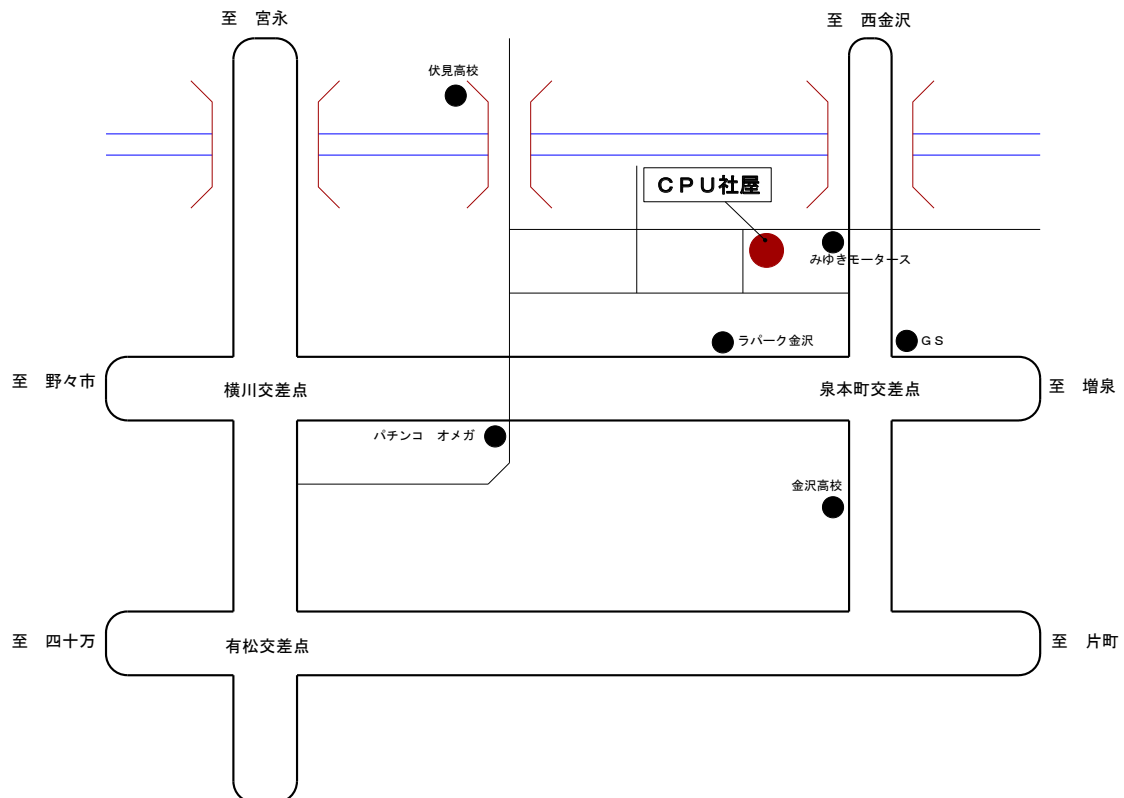 至　宮永
至　西金沢
伏見高校
ＣＰＵ社屋
みゆきモータース
ラパーク金沢
ＧＳ
至　野々市
横川交差点
泉本町交差点
至　増泉
パチンコ　オメガ
金沢高校
至　四十万
有松交差点
至　片町